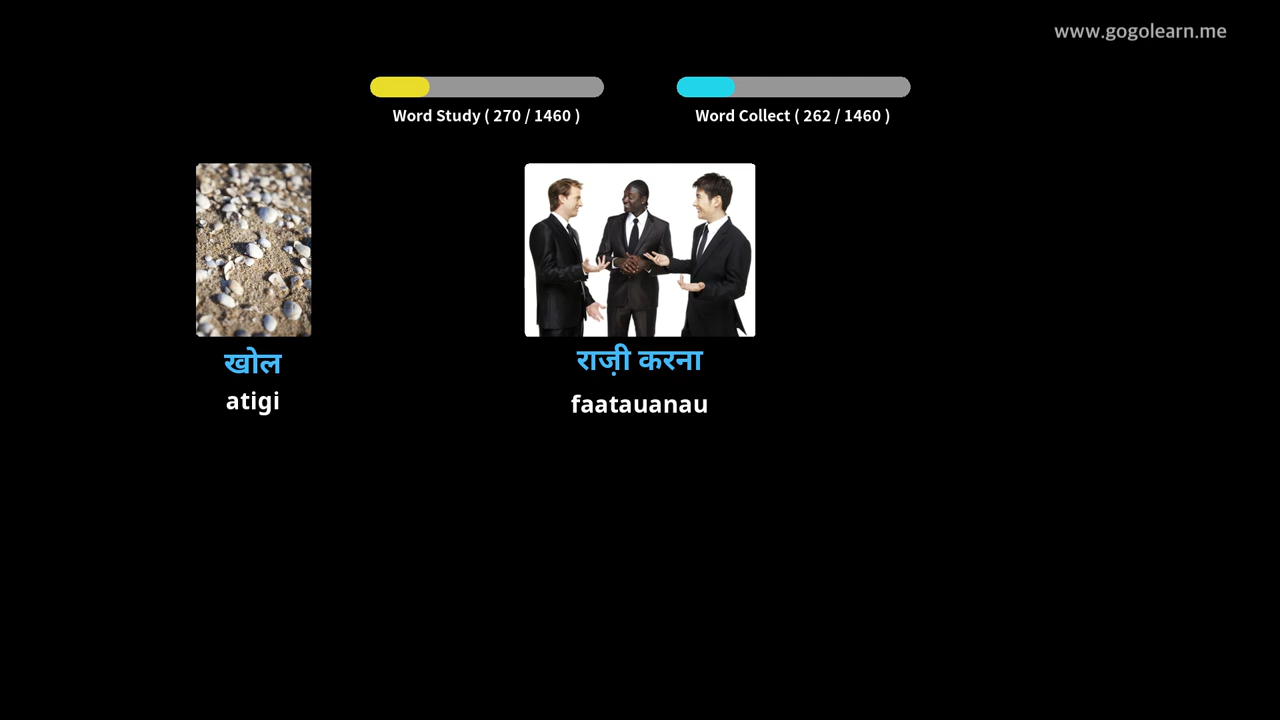 www.gogolearn.me
Word Study ( 270 / 1460 )
Word Collect ( 262 / 1460 )
खोल
atigi
राज़ी करना
faatauanau